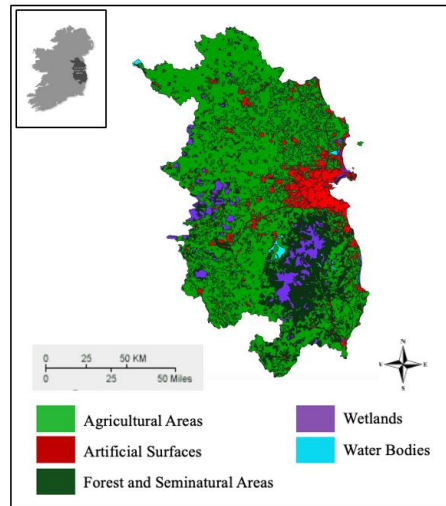 0 25 50 KM
0 25 50 Miles
N
E
S
Agricultural Areas
Artificial Surfaces
Forest and Seminatural Areas
Wetlands
Water Bodies